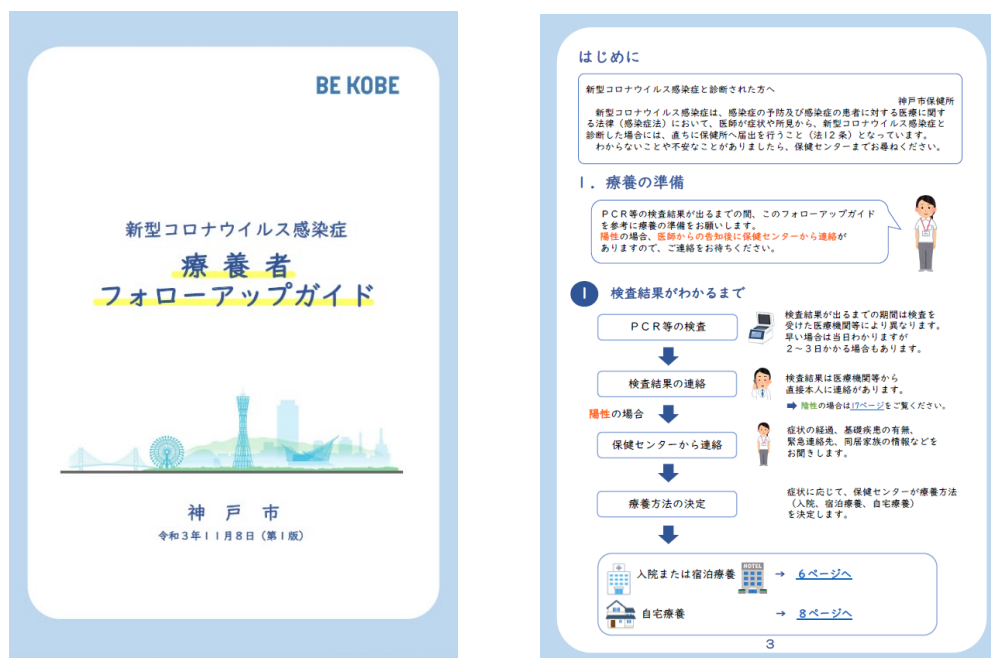 BE KOBE
新型コロナウイルス感染症
療養者
フォローアップガイド
神戸市
令和3年11月8日（第1版）
はじめに
新型コロナウイルス感染症と診断された方へ
神戸市保健所
新型コロナウイルス感染症は、感染症の予防及び感染症の患者に対する医療に関す
る法律（感染症法）において、医師が症状や所見から、新型コロナウイルス感染症と
診断した場合には、直ちに保健所へ届出を行うこと（法12条）となっています。
わからないことや不安なことがありましたら、保健センターまでお尋ねください。
1．療養の準備
ＰＣＲ等の検査結果が出るまでの間、このフォローアップガイド
を参考に療養の準備をお願いします。
陽性の場合、医師からの告知後に保健センターから連絡が
ありますので、ご連絡をお待ちください。
1 検査結果がわかるまで
ＰＣＲ等の検査
検査結果が出るまでの期間は検査を
受けた医療機関等により異なります。
早い場合は当日わかりますが
２～３日かかる場合もあります。
検査結果の連絡
検査結果は医療機関等から
直接本人に連絡があります。
陰性の場合は17ページをご覧ください。
陽性の場合
保健センターから連絡
症状の経過、基礎疾患の有無、
緊急連絡先、同居家族の情報などを
お聞きします。
療養方法の決定
症状に応じて、保健センターが療養方法
（入院、宿泊療養、自宅療養）
を決定します。
入院または宿泊療養 HOTEL → 6ページへ
自宅療養 → 8ページへ
3